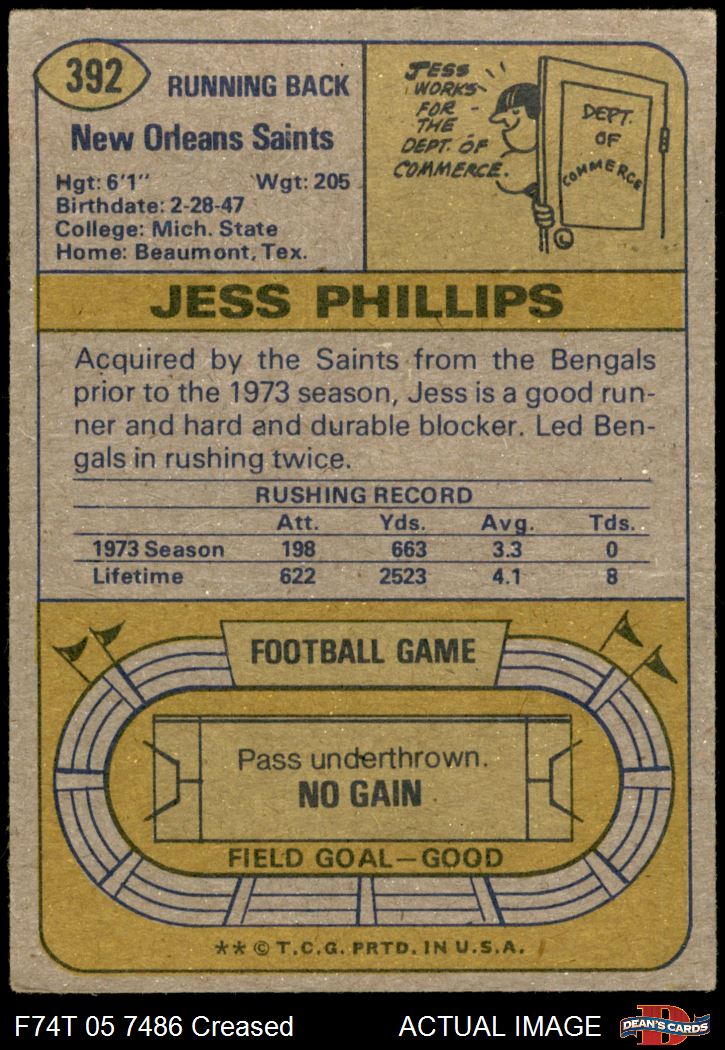 392
RUNNING BACK
New Orleans Saints
Hgt: 6'1" Wgt: 205
Birthdate: 2-28-47
College: Mich. State
Home: Beaumont, Tex.
JESS
WORKS
FOR
THE
DEPT. OF
COMMERCE.
DEPT.
OF
COMMERCE
JESS PHILLIPS
Acquired by the Saints from the Bengals
prior to the 1973 season, Jess is a good run-
ner and hard and durable blocker. Led Ben-
gals in rushing twice.
RUSHING RECORD
Att. Yds. Avg. Tds.
1973 Season 198 663 3.3 0
Lifetime 622 2523 4.1 8
FOOTBALL GAME
Pass underthrown.
NO GAIN
FIELD GOAL—GOOD
** © T.C.G. PRTD. IN U.S.A.
F74T 05 7486 Creased ACTUAL IMAGE
D
DEAN'S CARDS